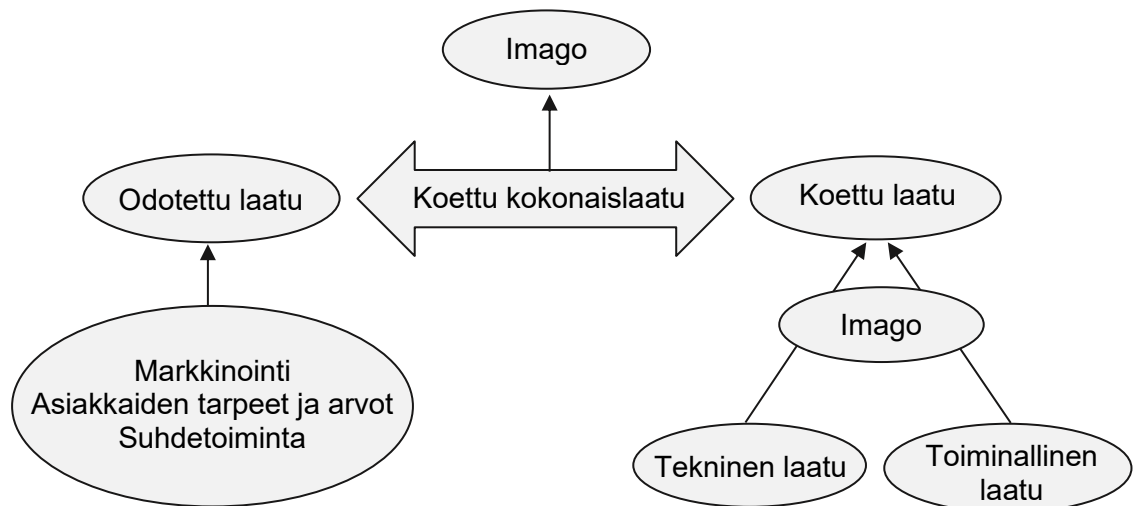 Imago
Odotettu laatu
Koettu kokonaislaatu
Koettu laatu
Imago
Markkinointi
Asiakkaiden tarpeet ja arvot
Suhdetoiminta
Tekninen laatu
Toiminallinen
laatu